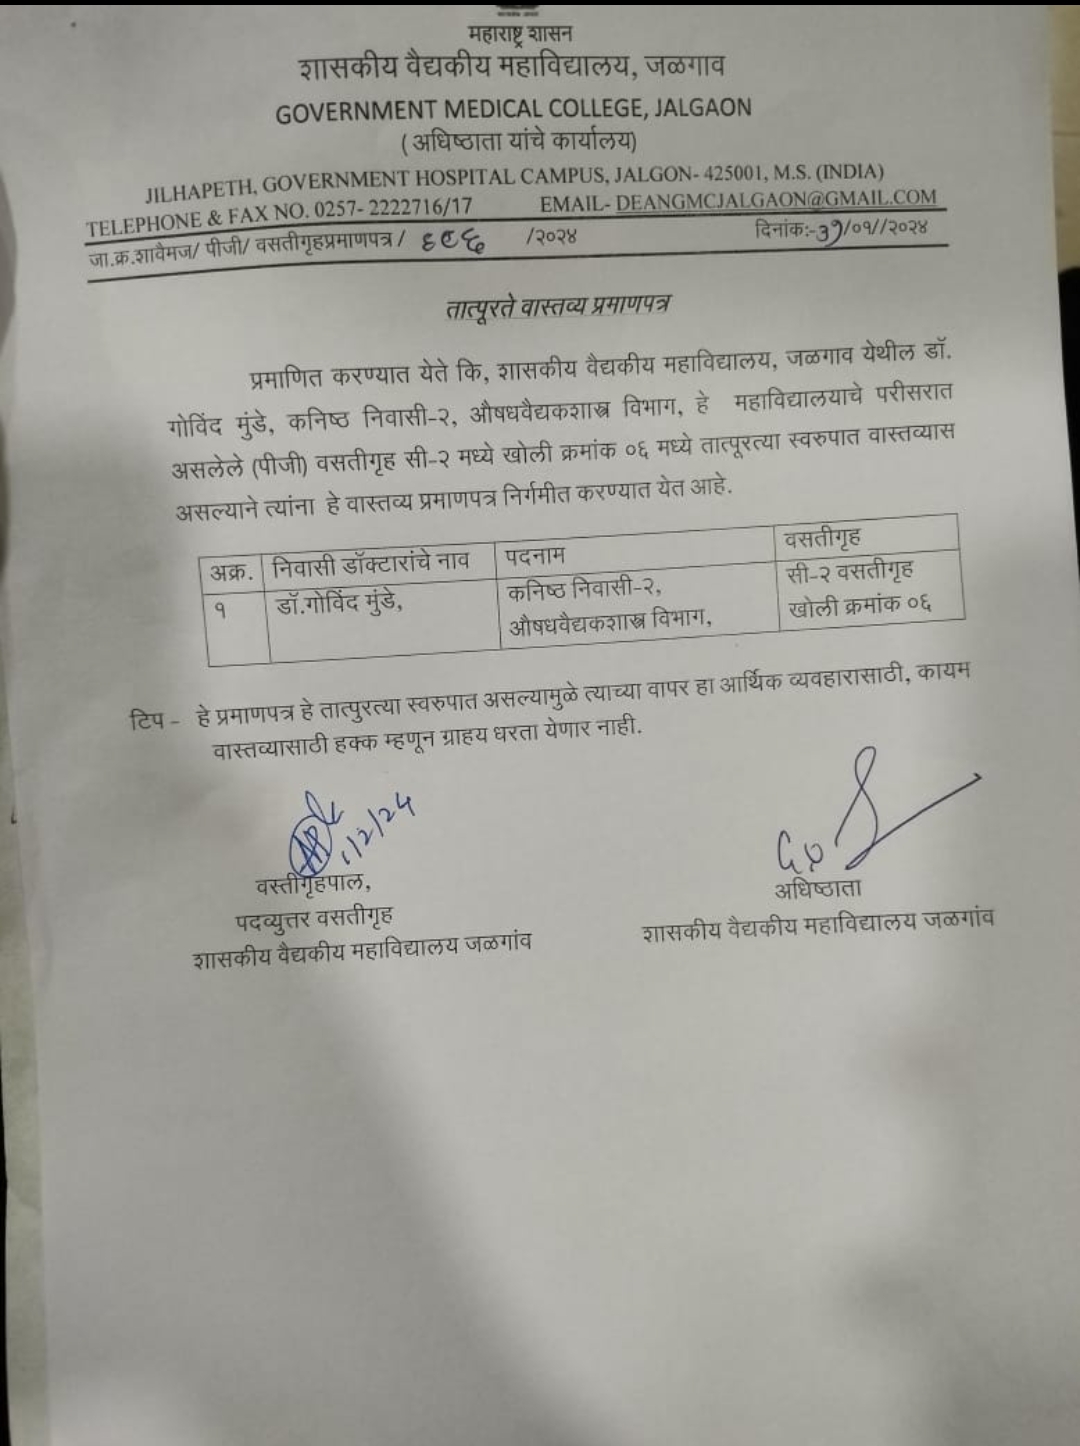 महाराष्ट्र शासन
शासकीय वैद्यकीय महाविद्यालय, जळगाव
GOVERNMENT MEDICAL COLLEGE, JALGAON
( अधिष्ठाता यांचे कार्यालय)
JILHAPETH, GOVERNMENT HOSPITAL CAMPUS, JALGON- 425001, M.S. (INDIA)
TELEPHONE & FAX NO. 0257- 2222716/17 EMAIL- DEANGMCJALGAON@GMAIL.COM
जा.क्र.शावैमज/ पीजी/ वसतीगृहप्रमाणपत्र / ६९६ /२०२४ दिनांक:-३१/०१//२०२४
तात्पूरते वास्तव्य प्रमाणपत्र
प्रमाणित करण्यात येते कि, शासकीय वैद्यकीय महाविद्यालय, जळगाव येथील डॉ.
गोविंद मुंडे, कनिष्ठ निवासी-२, औषधवैद्यकशास्त्र विभाग, हे महाविद्यालयाचे परीसरात
असलेले (पीजी) वसतीगृह सी-२ मध्ये खोली क्रमांक ०६ मध्ये तात्पूरत्या स्वरुपात वास्तव्यास
असल्याने त्यांना हे वास्तव्य प्रमाणपत्र निर्गमीत करण्यात येत आहे.
अक्र. निवासी डॉक्टारांचे नाव पदनाम वसतीगृह
१ डॉ.गोविंद मुंडे, कनिष्ठ निवासी-२, सी-२ वसतीगृह
औषधवैद्यकशास्त्र विभाग, खोली क्रमांक ०६
टिप - हे प्रमाणपत्र हे तात्पुरत्या स्वरुपात असल्यामुळे त्याच्या वापर हा आर्थिक व्यवहारासाठी, कायम
वास्तव्यासाठी हक्क म्हणून ग्राहय धरता येणार नाही.
1/2/24
वस्तीगृहपाल,
पदव्युत्तर वसतीगृह
शासकीय वैद्यकीय महाविद्यालय जळगांव
अधिष्ठाता
शासकीय वैद्यकीय महाविद्यालय जळगांव